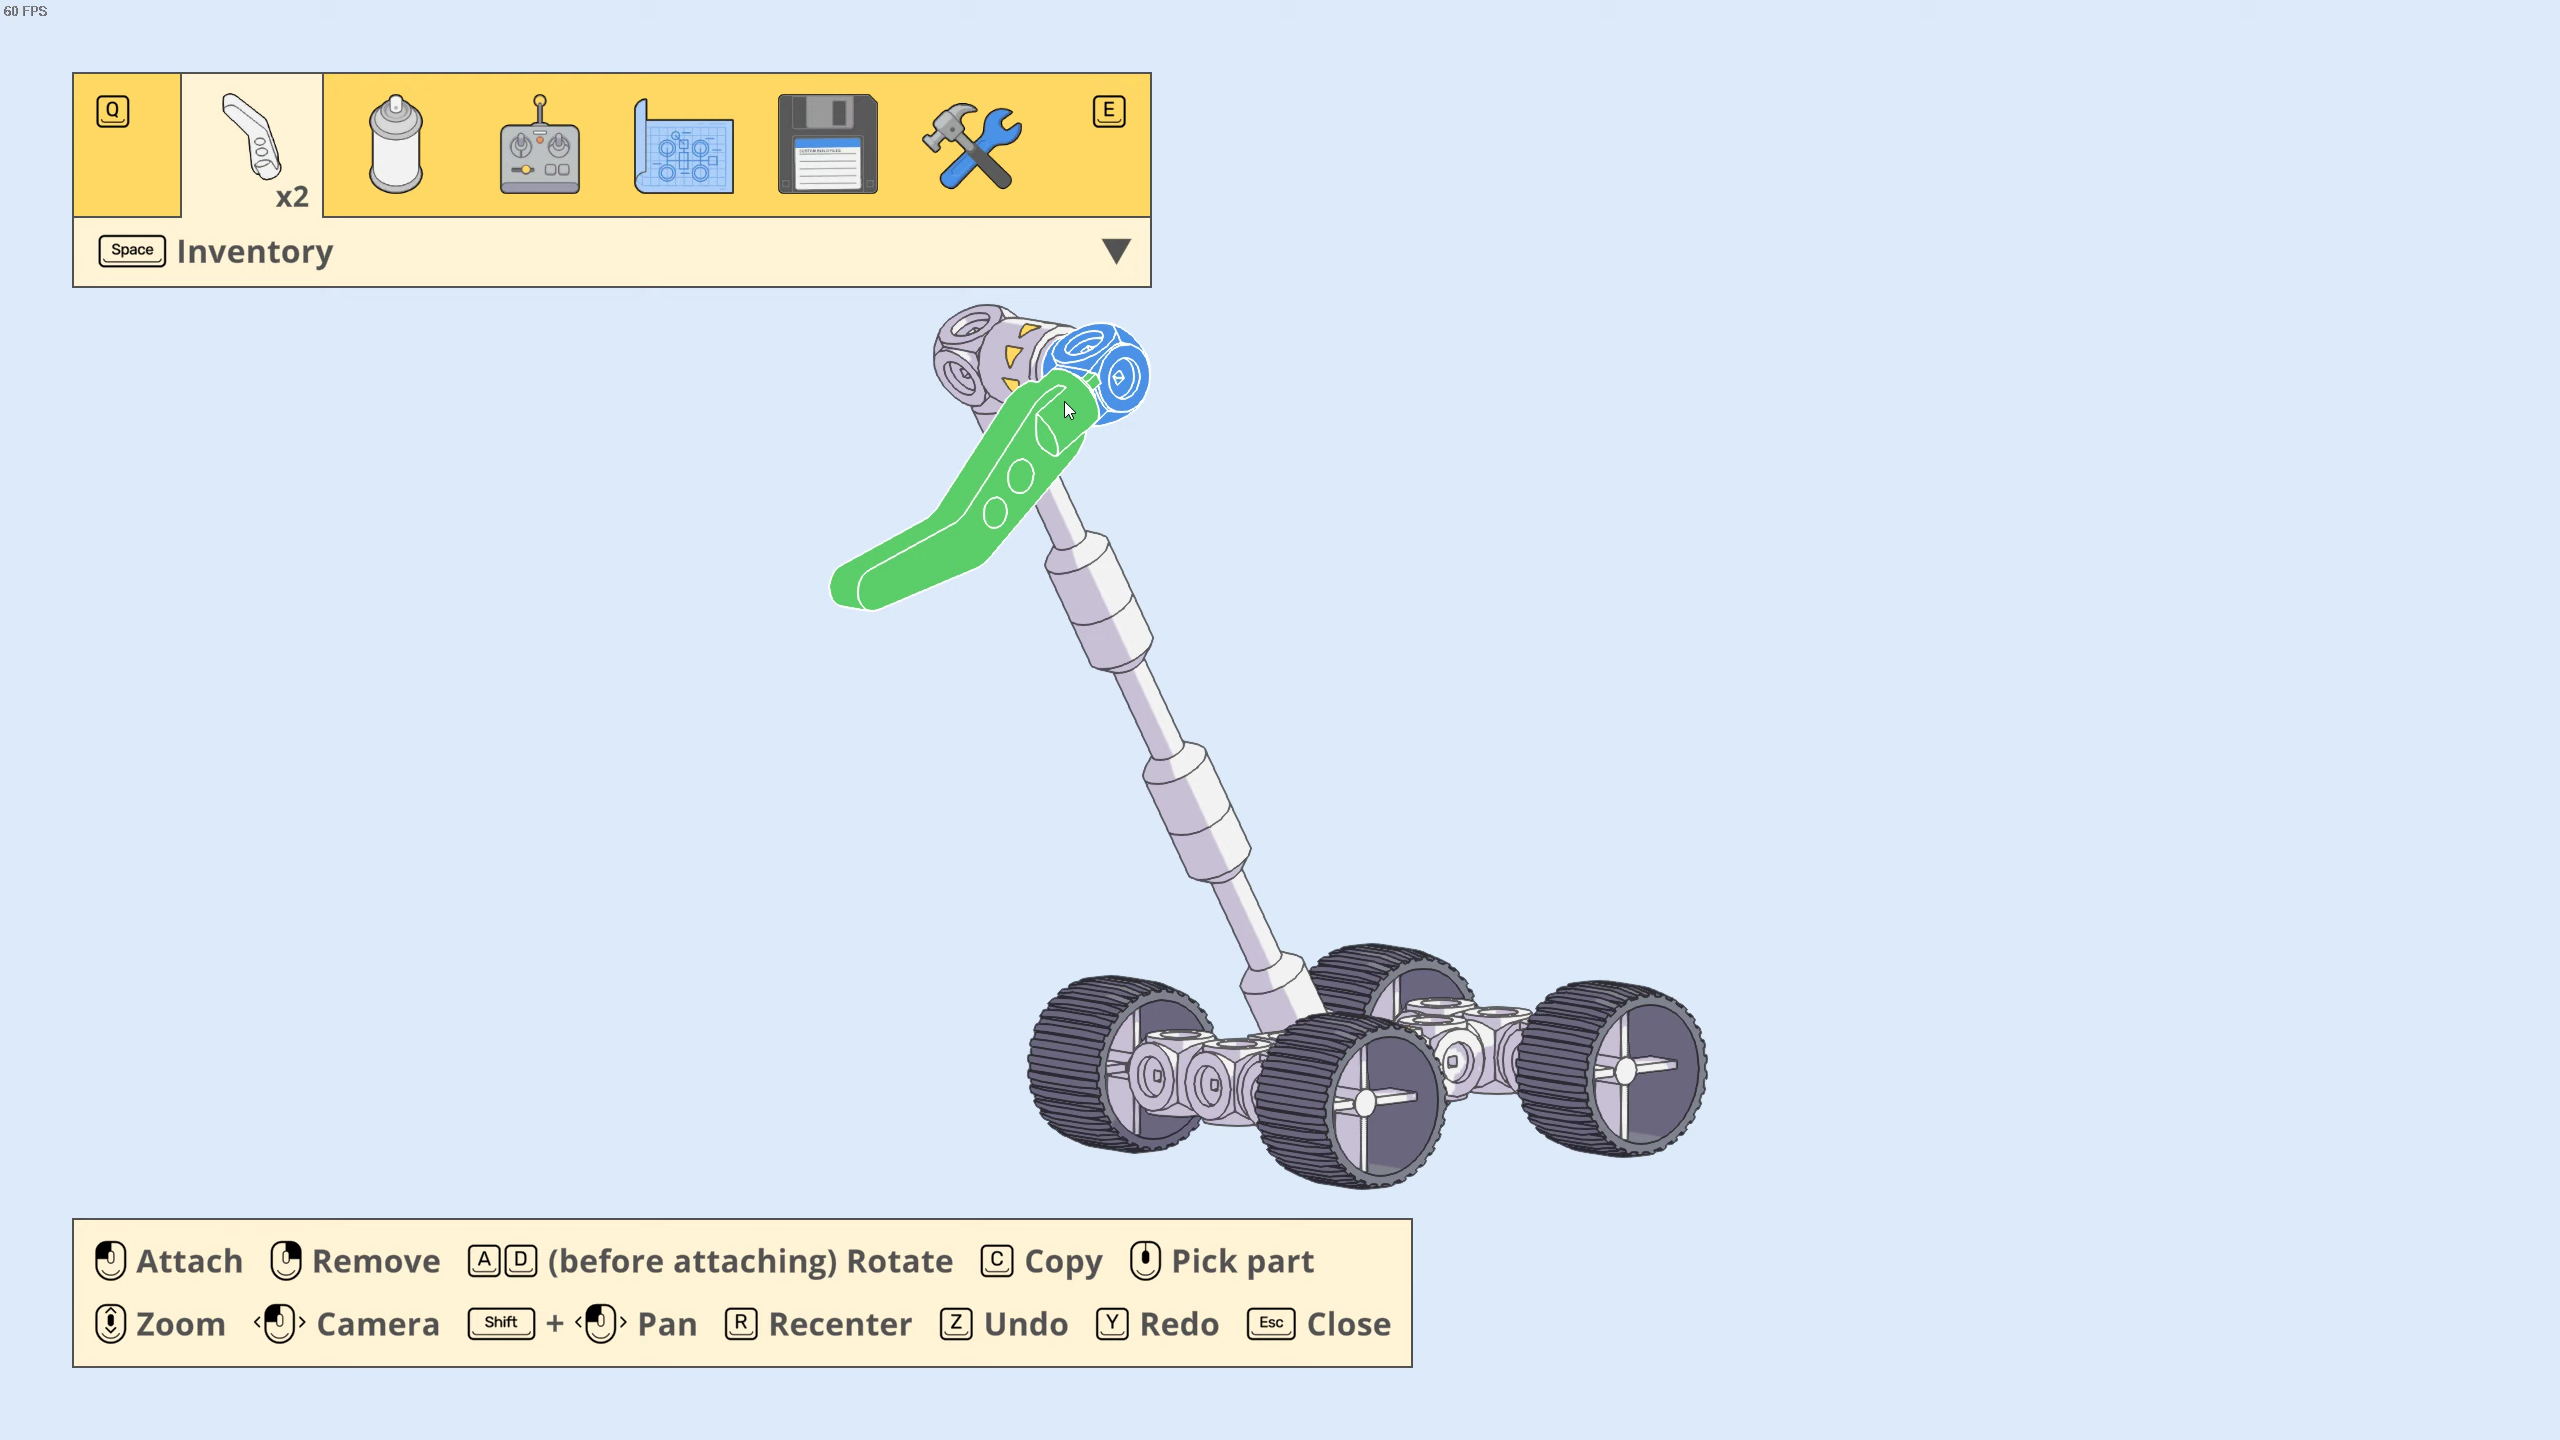 60 FPS
Q
E
x2
Space Inventory
Attach Remove A D (before attaching) Rotate C Copy Pick part
Zoom Camera Shift + Pan R Recenter Z Undo Y Redo Esc Close